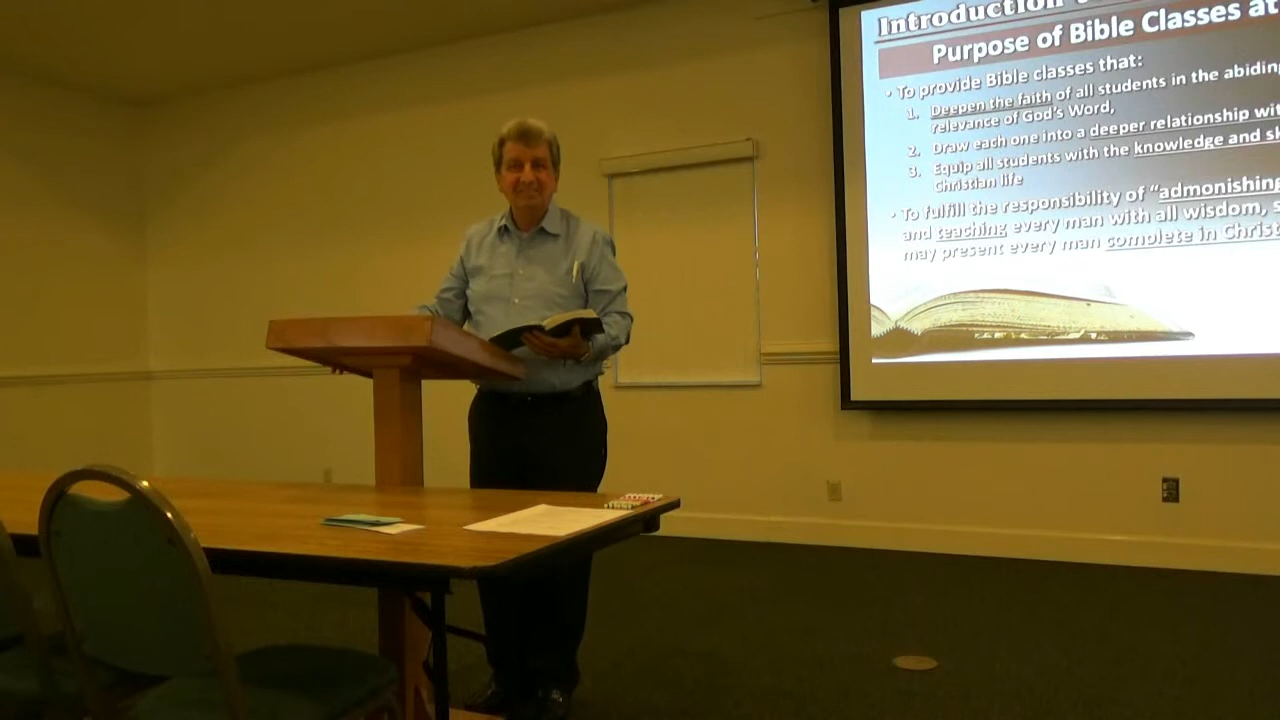 Introduction
Purpose of Bible Classes at
• To provide Bible classes that:
1. Deepen the faith of all students in the abiding
relevance of God's Word,
2. Draw each one into a deeper relationship wit
3. Equip all students with the knowledge and sk
Christian life
• To fulfill the responsibility of "admonishing
and teaching every man with all wisdom, s
may present every man complete in Christ